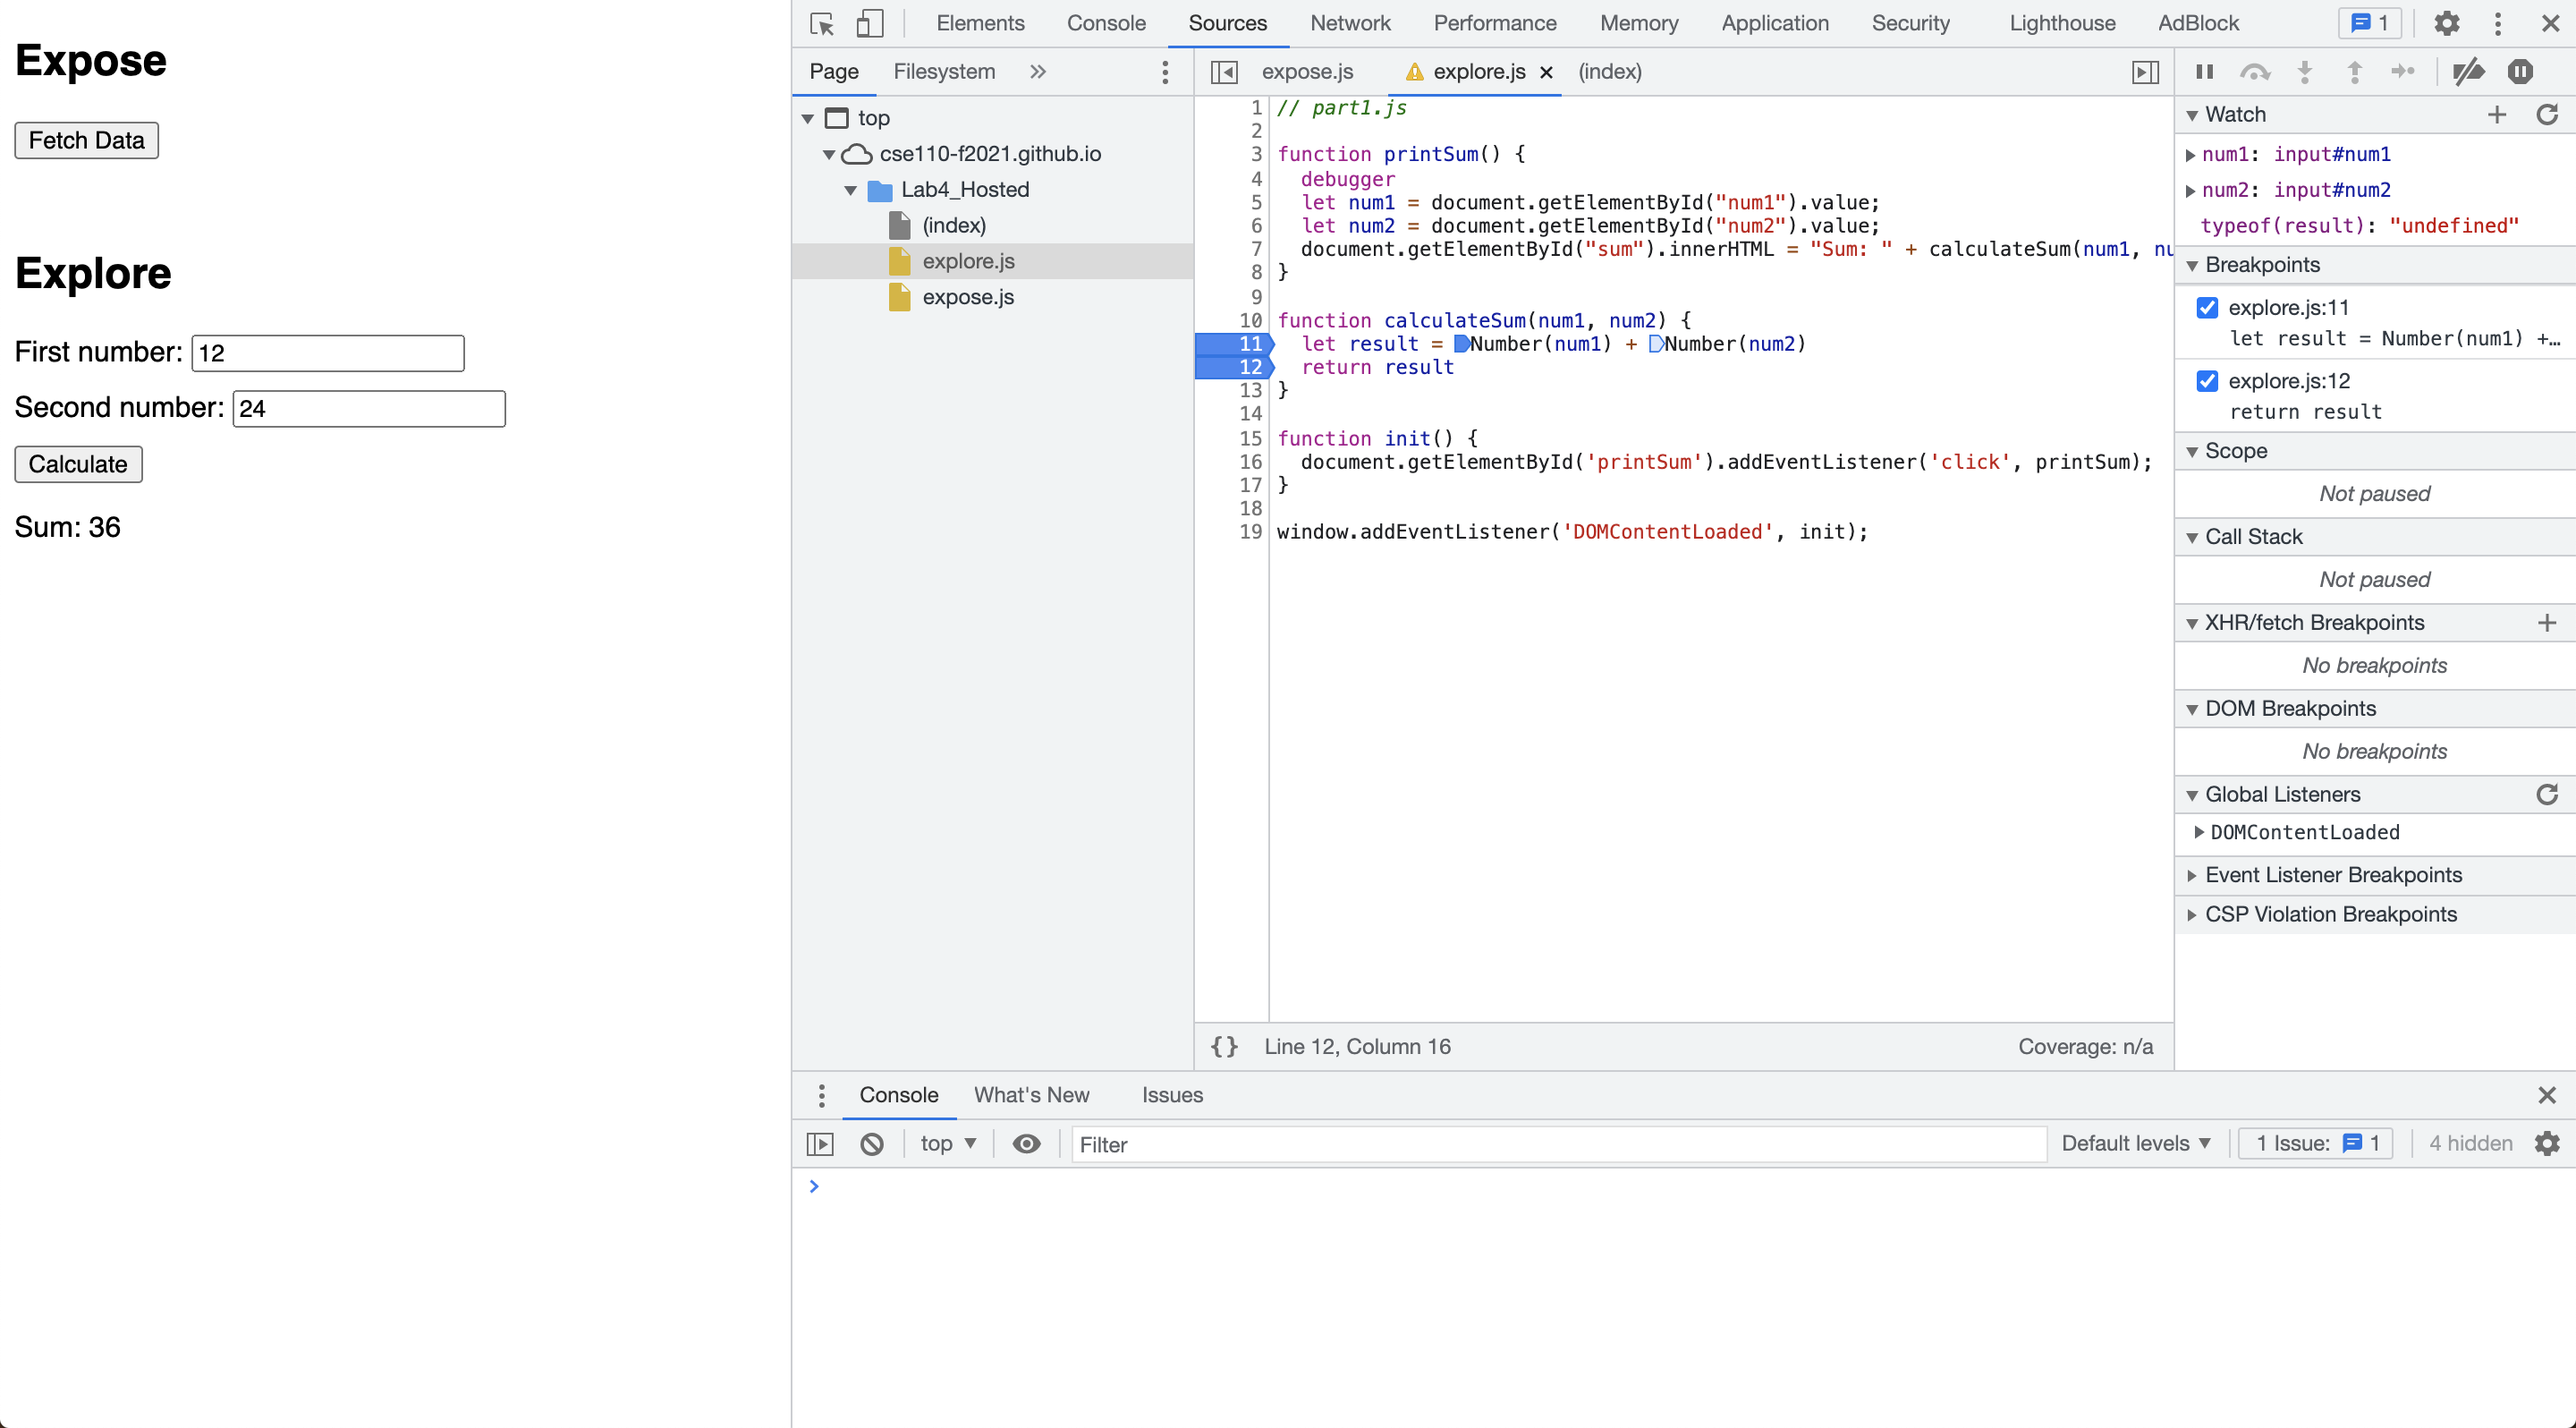 Expose
Fetch Data
Explore
First number: 12
Second number: 24
Calculate
Sum: 36
Elements Console Sources Network Performance Memory Application Security Lighthouse AdBlock 1
Page Filesystem
top
cse110-f2021.github.io
Lab4_Hosted
(index)
explore.js
expose.js
expose.js explore.js (index)
1 // part1.js
2
3 function printSum() {
4 debugger
5 let num1 = document.getElementById("num1").value;
6 let num2 = document.getElementById("num2").value;
7 document.getElementById("sum").innerHTML = "Sum: " + calculateSum(num1, nu
8 }
9
10 function calculateSum(num1, num2) {
11 let result = Number(num1) + Number(num2)
12 return result
13 }
14
15 function init() {
16 document.getElementById('printSum').addEventListener('click', printSum);
17 }
18
19 window.addEventListener('DOMContentLoaded', init);
{} Line 12, Column 16 Coverage: n/a
Watch
num1: input#num1
num2: input#num2
typeof(result): "undefined"
Breakpoints
explore.js:11
let result = Number(num1) +…
explore.js:12
return result
Scope
Not paused
Call Stack
Not paused
XHR/fetch Breakpoints
No breakpoints
DOM Breakpoints
No breakpoints
Global Listeners
DOMContentLoaded
Event Listener Breakpoints
CSP Violation Breakpoints
Console What's New Issues
top Filter Default levels 1 Issue: 1 4 hidden